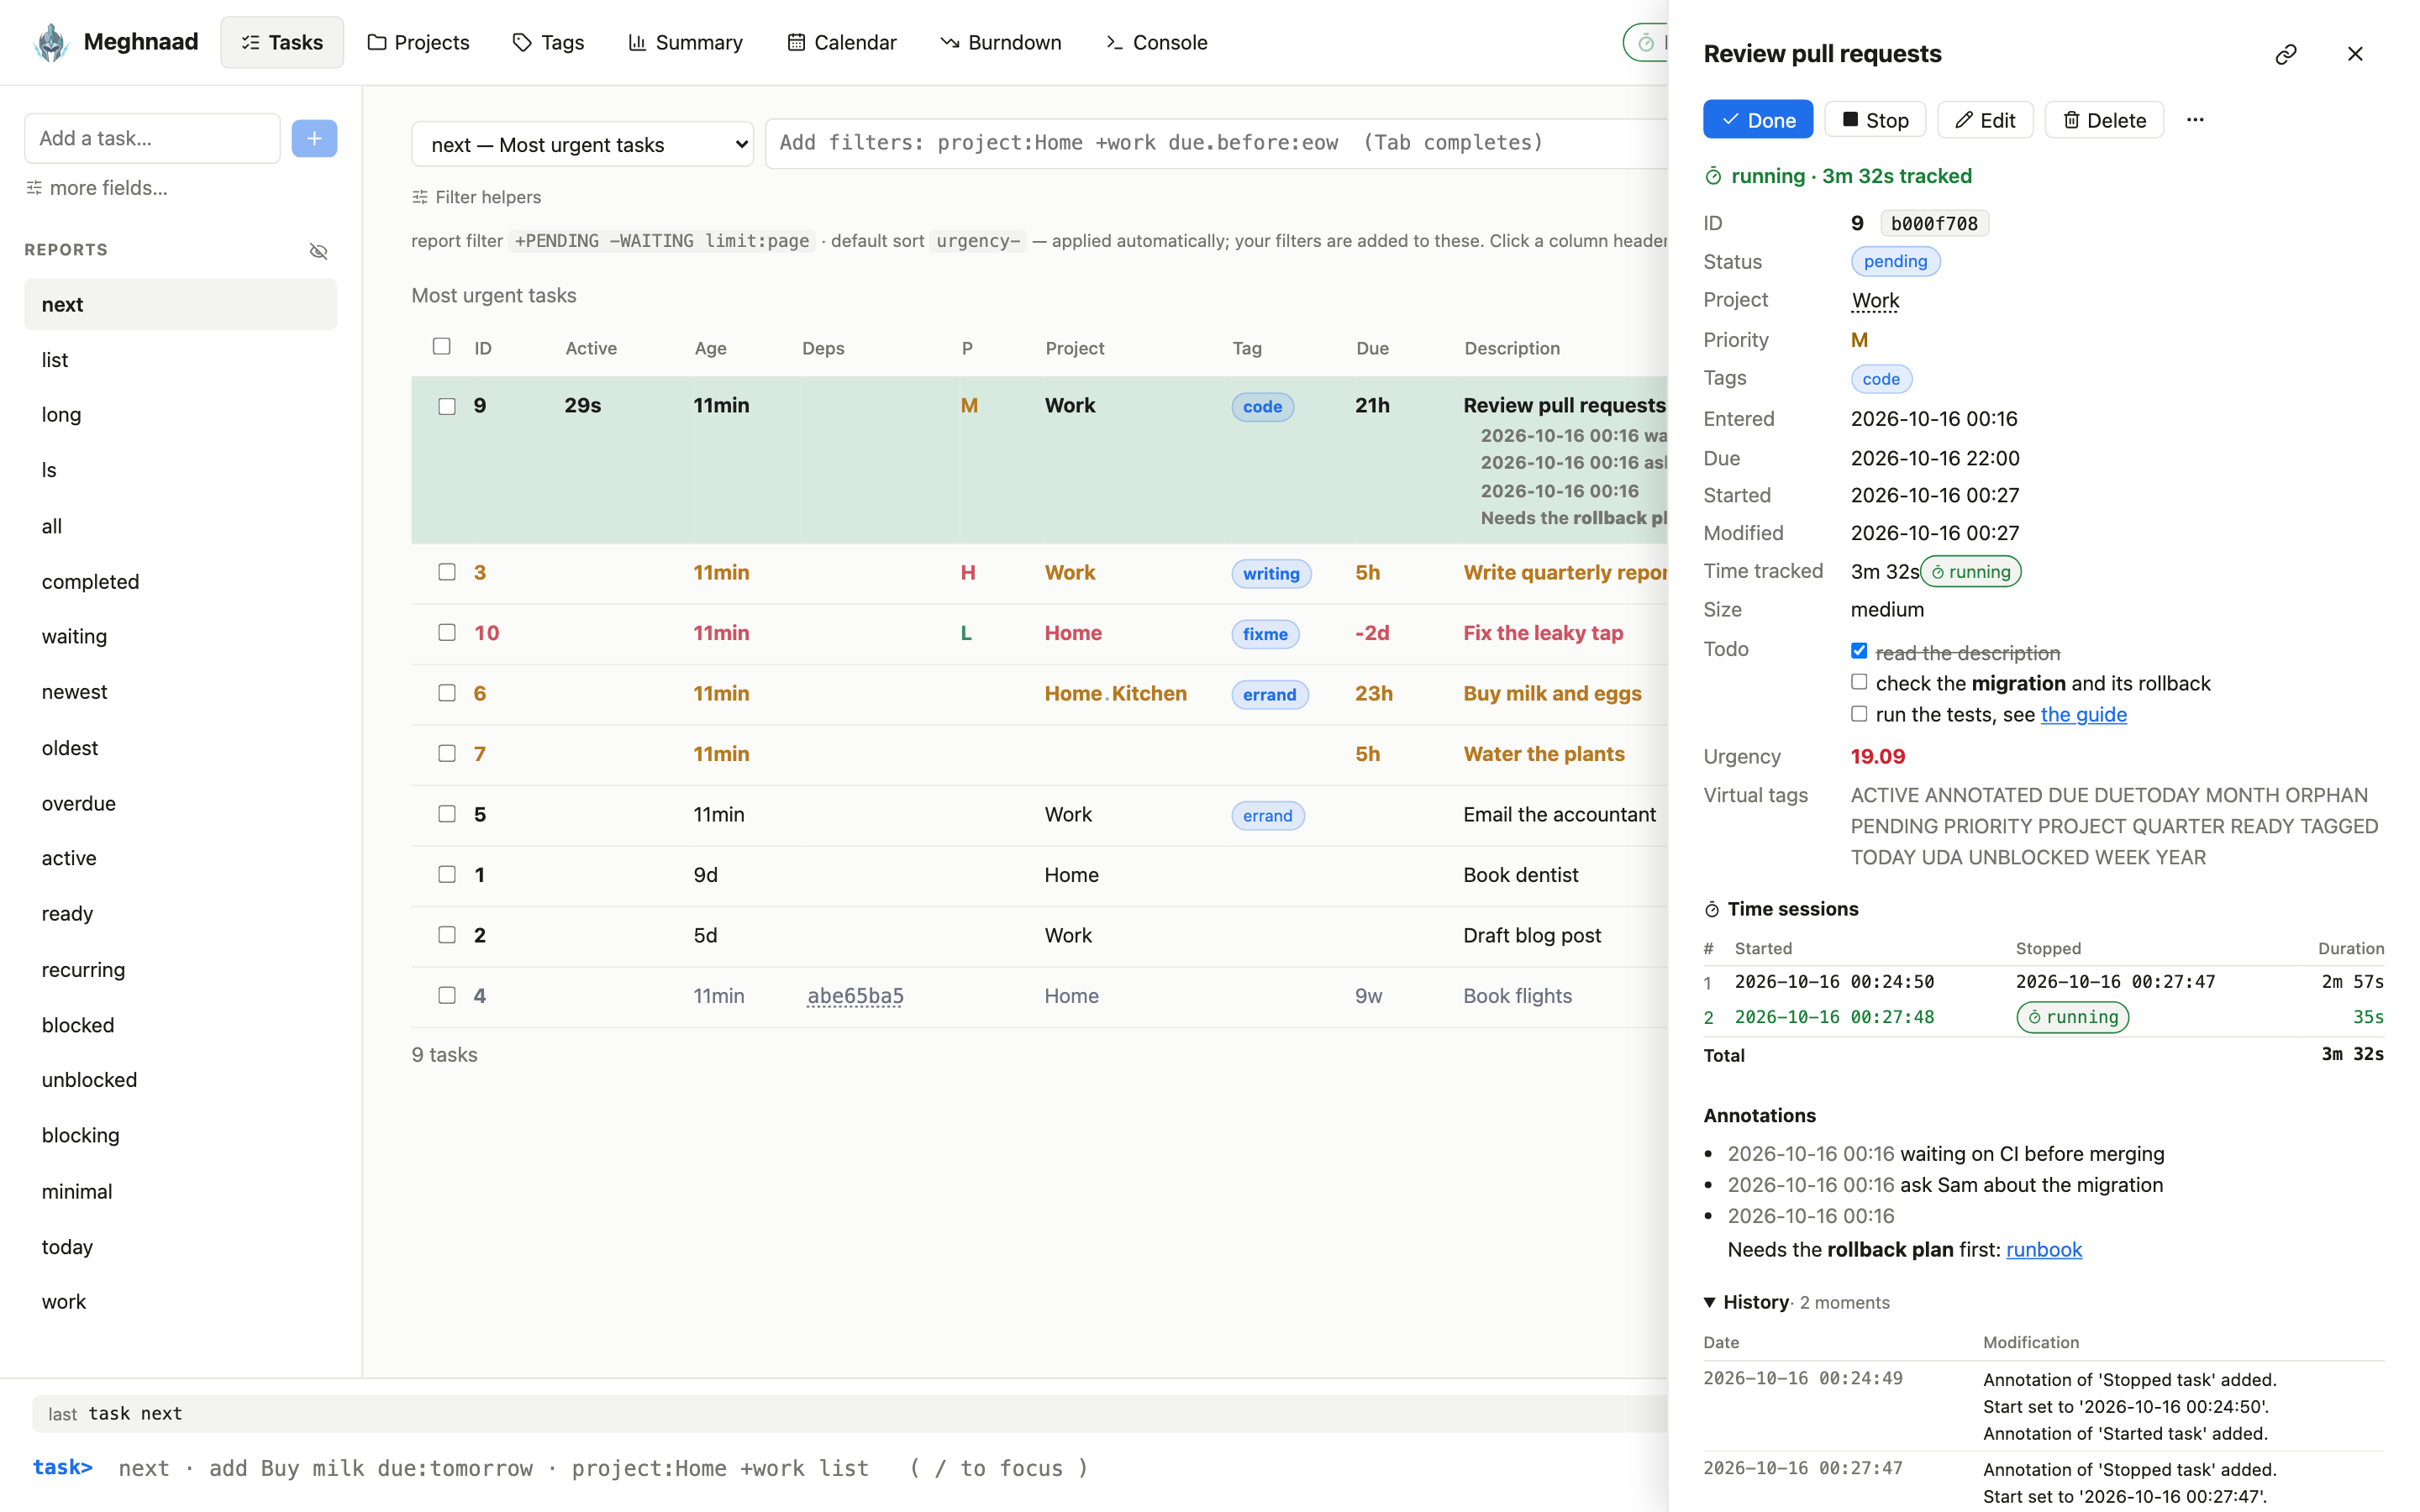 Meghnaad
Tasks
Projects
Tags
Summary
Calendar
Burndown
Console
Add a task...
+
more fields...
REPORTS
next
list
long
ls
all
completed
waiting
newest
oldest
overdue
active
ready
recurring
blocked
unblocked
blocking
minimal
today
work
next — Most urgent tasks
Add filters: project:Home +work due.before:eow (Tab completes)
Filter helpers
report filter +PENDING -WAITING limit:page · default sort urgency- — applied automatically; your filters are added to these. Click a column header
Most urgent tasks
ID Active Age Deps P Project Tag Due Description
9 29s 11min M Work code 21h Review pull requests
2026-10-16 00:16 wa
2026-10-16 00:16 as
2026-10-16 00:16
Needs the rollback pl
3 11min H Work writing 5h Write quarterly repor
10 11min L Home fixme -2d Fix the leaky tap
6 11min Home.Kitchen errand 23h Buy milk and eggs
7 11min 5h Water the plants
5 11min Work errand Email the accountant
1 9d Home Book dentist
2 5d Work Draft blog post
4 11min abe65ba5 Home 9w Book flights
9 tasks
last task next
task> next · add Buy milk due:tomorrow · project:Home +work list ( / to focus )
Review pull requests
Done
Stop
Edit
Delete
running · 3m 32s tracked
ID 9 b000f708
Status pending
Project Work
Priority M
Tags code
Entered 2026-10-16 00:16
Due 2026-10-16 22:00
Started 2026-10-16 00:27
Modified 2026-10-16 00:27
Time tracked 3m 32s running
Size medium
Todo read the description
check the migration and its rollback
run the tests, see the guide
Urgency 19.09
Virtual tags ACTIVE ANNOTATED DUE DUETODAY MONTH ORPHAN
PENDING PRIORITY PROJECT QUARTER READY TAGGED
TODAY UDA UNBLOCKED WEEK YEAR
Time sessions
# Started Stopped Duration
1 2026-10-16 00:24:50 2026-10-16 00:27:47 2m 57s
2 2026-10-16 00:27:48 running 35s
Total 3m 32s
Annotations
• 2026-10-16 00:16 waiting on CI before merging
• 2026-10-16 00:16 ask Sam about the migration
• 2026-10-16 00:16
Needs the rollback plan first: runbook
▼ History · 2 moments
Date Modification
2026-10-16 00:24:49 Annotation of 'Stopped task' added.
Start set to '2026-10-16 00:24:50'.
Annotation of 'Started task' added.
2026-10-16 00:27:47 Annotation of 'Stopped task' added.
Start set to '2026-10-16 00:27:47'.